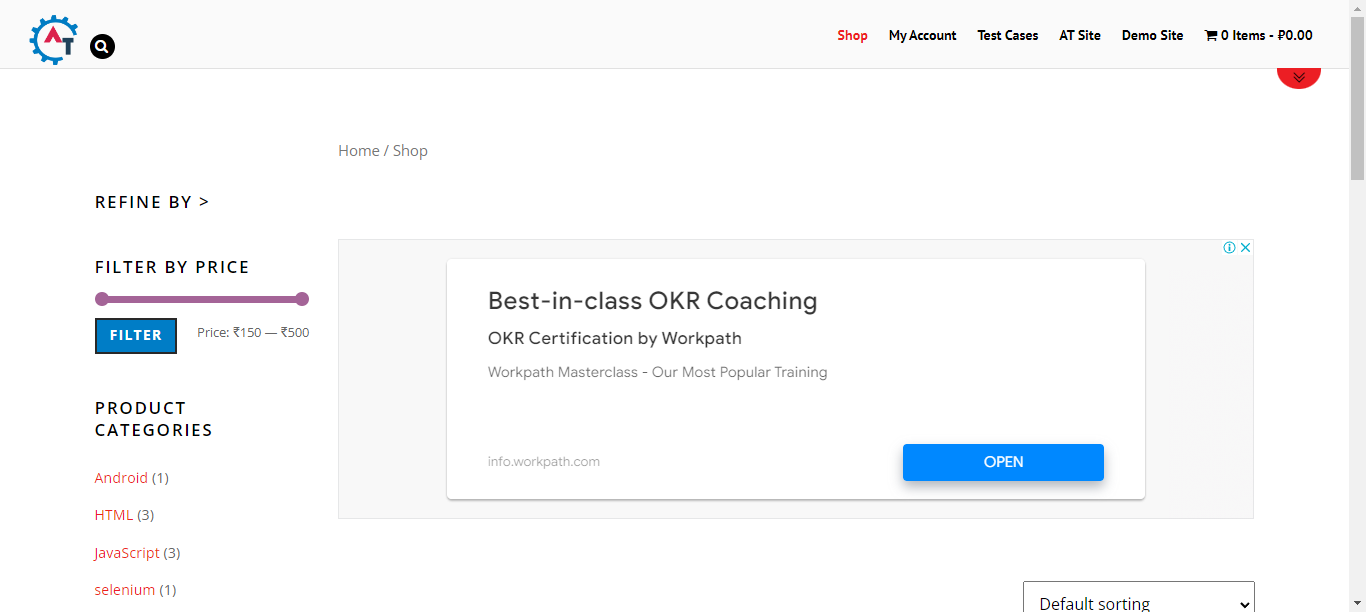 AT
Shop My Account Test Cases AT Site Demo Site 0 Items - ₽0.00
Home / Shop
REFINE BY >
FILTER BY PRICE
FILTER Price: ₹150 — ₹500
PRODUCT
CATEGORIES
Android (1)
HTML (3)
JavaScript (3)
selenium (1)
Best-in-class OKR Coaching
OKR Certification by Workpath
Workpath Masterclass - Our Most Popular Training
info.workpath.com
OPEN
Default sorting